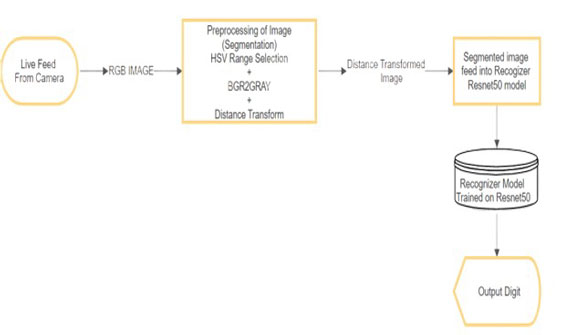 Live Feed
From Camera
RGB IMAGE
Preprocessing of Image
(Segmentation)
HSV Range Selection
+
BGR2GRAY
+
Distance Transform
Distance Transformed
Image
Segmented image
feed into Recogizer
Resnet50 model
Recognizer Model
Trained on Resnet50
Output Digit